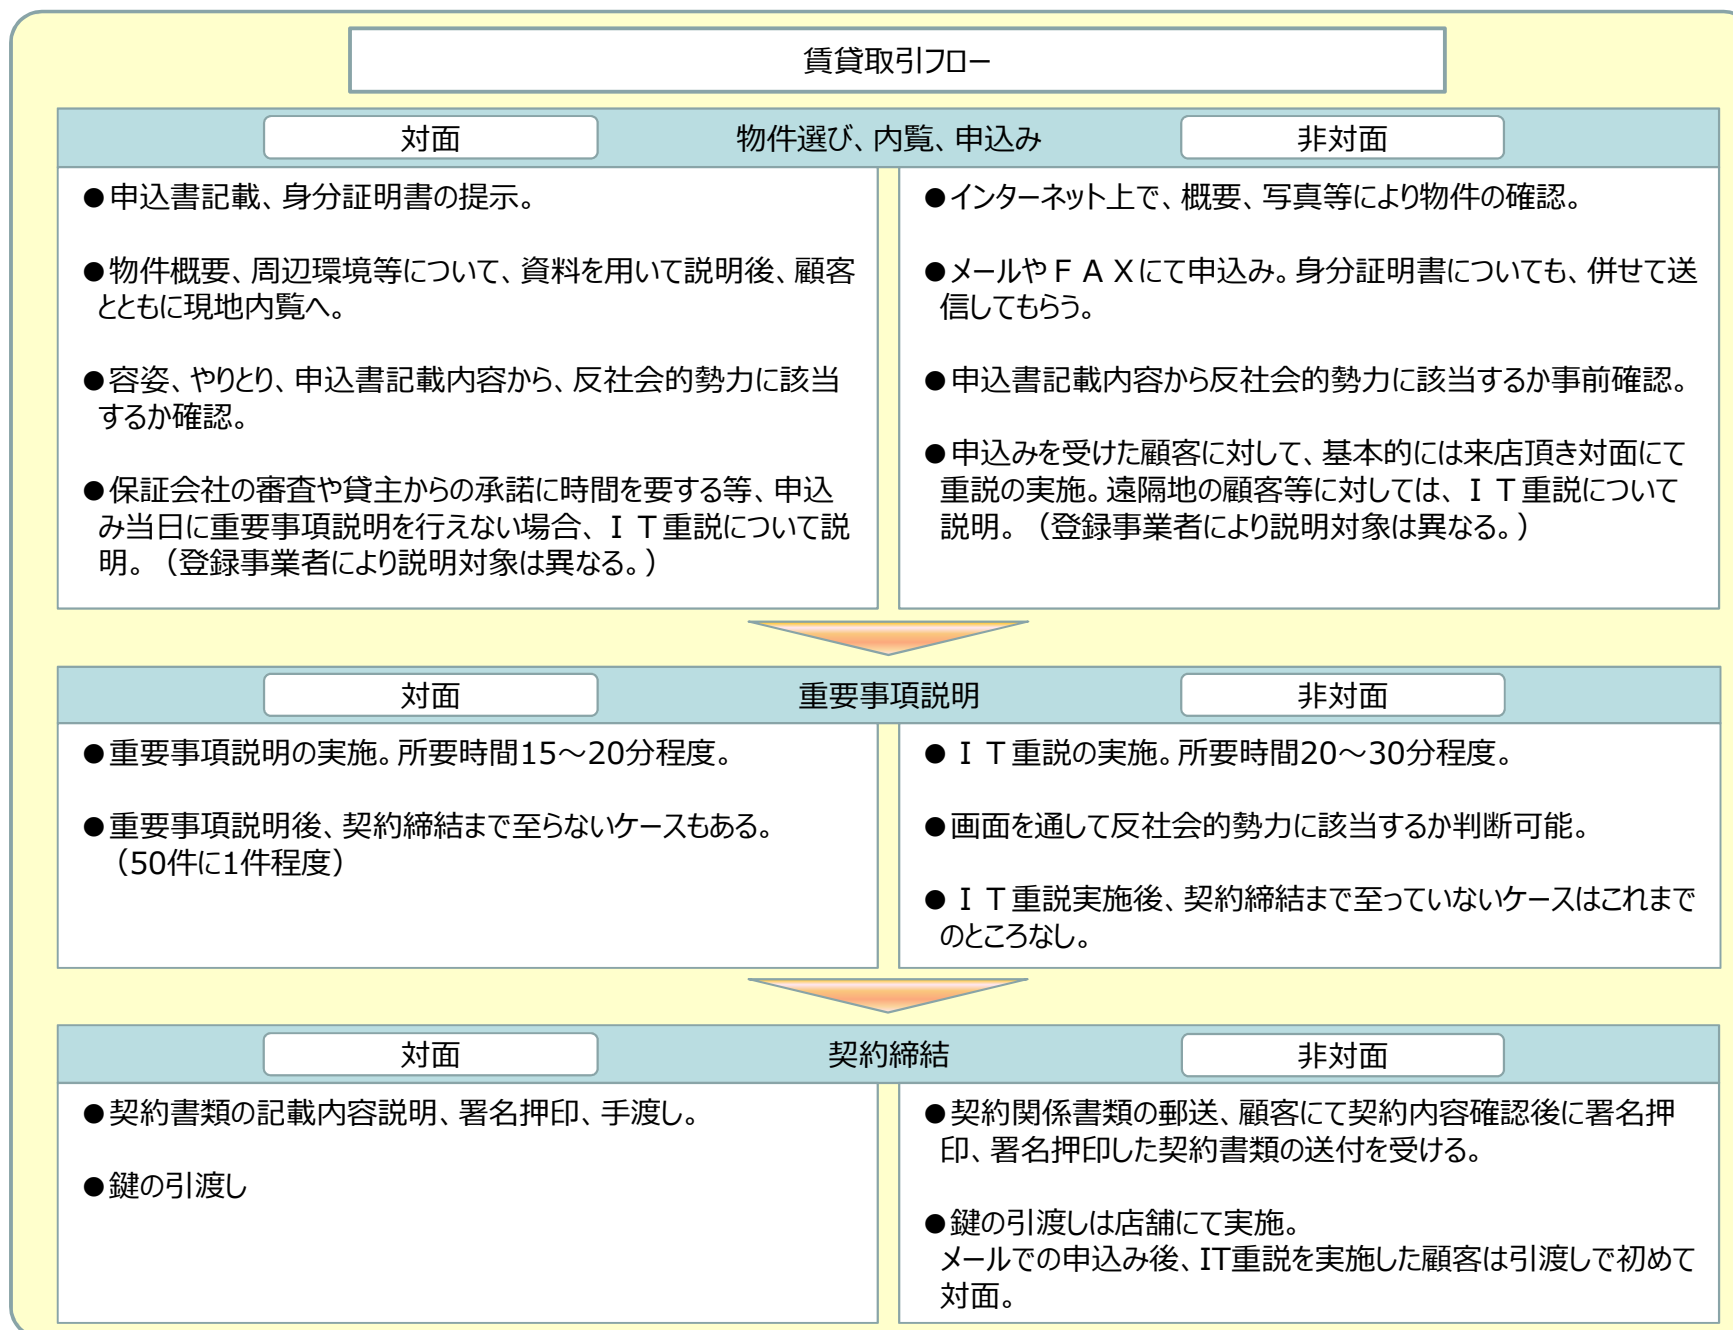 賃貸取引フロー
対面
物件選び、内覧、申込み
非対面
●申込書記載、身分証明書の提示。
●物件概要、周辺環境等について、資料を用いて説明後、顧客
とともに現地内覧へ。
●容姿、やりとり、申込書記載内容から、反社会的勢力に該当
するか確認。
●保証会社の審査や貸主からの承諾に時間を要する等、申込
み当日に重要事項説明を行えない場合、ＩＴ重説について説
明。（登録事業者により説明対象は異なる。）
●インターネット上で、概要、写真等により物件の確認。
●メールやＦＡＸにて申込み。身分証明書についても、併せて送
信してもらう。
●申込書記載内容から反社会的勢力に該当するか事前確認。
●申込みを受けた顧客に対して、基本的には来店頂き対面にて
重説の実施。遠隔地の顧客等に対しては、ＩＴ重説について
説明。（登録事業者により説明対象は異なる。）
対面
重要事項説明
非対面
●重要事項説明の実施。所要時間15～20分程度。
●重要事項説明後、契約締結まで至らないケースもある。
（50件に1件程度）
●ＩＴ重説の実施。所要時間20～30分程度。
●画面を通して反社会的勢力に該当するか判断可能。
●ＩＴ重説実施後、契約締結まで至っていないケースはこれまで
のところなし。
対面
契約締結
非対面
●契約書類の記載内容説明、署名押印、手渡し。
●鍵の引渡し
●契約関係書類の郵送、顧客にて契約内容確認後に署名押
印、署名押印した契約書類の送付を受ける。
●鍵の引渡しは店舗にて実施。
メールでの申込み後、IT重説を実施した顧客は引渡しで初めて
対面。